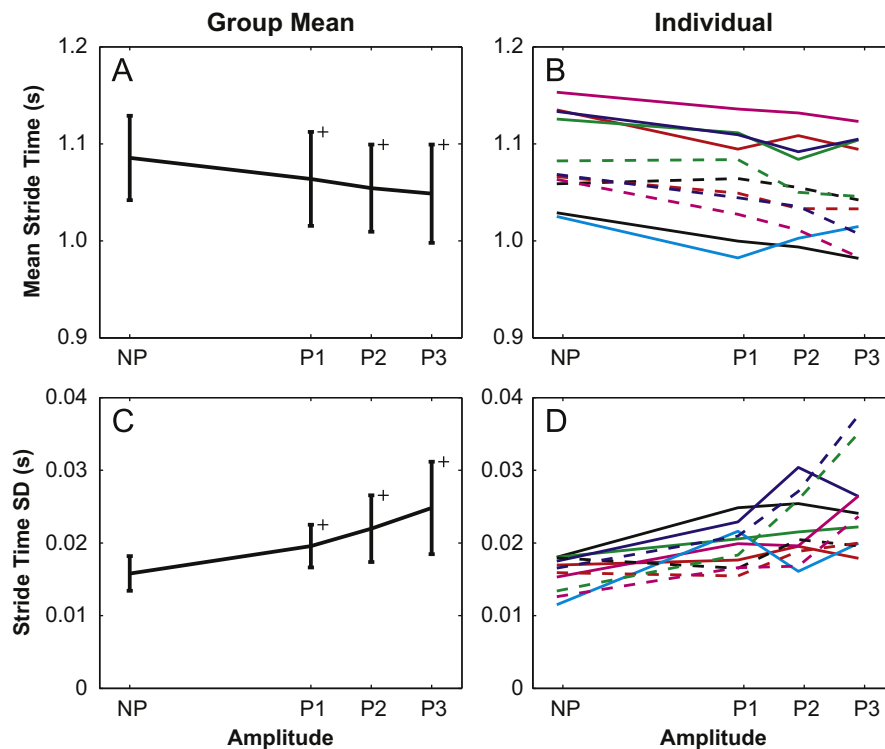 Group Mean
Individual
Mean Stride Time (s)
1.2
1.1
1.0
0.9
A
+
+
+
NP
P1
P2
P3
1.2
1.1
1.0
0.9
B
NP
P1
P2
P3
Stride Time SD (s)
0.04
0.03
0.02
0.01
0
C
+
+
+
NP
P1
P2
P3
Amplitude
0.04
0.03
0.02
0.01
0
D
NP
P1
P2
P3
Amplitude